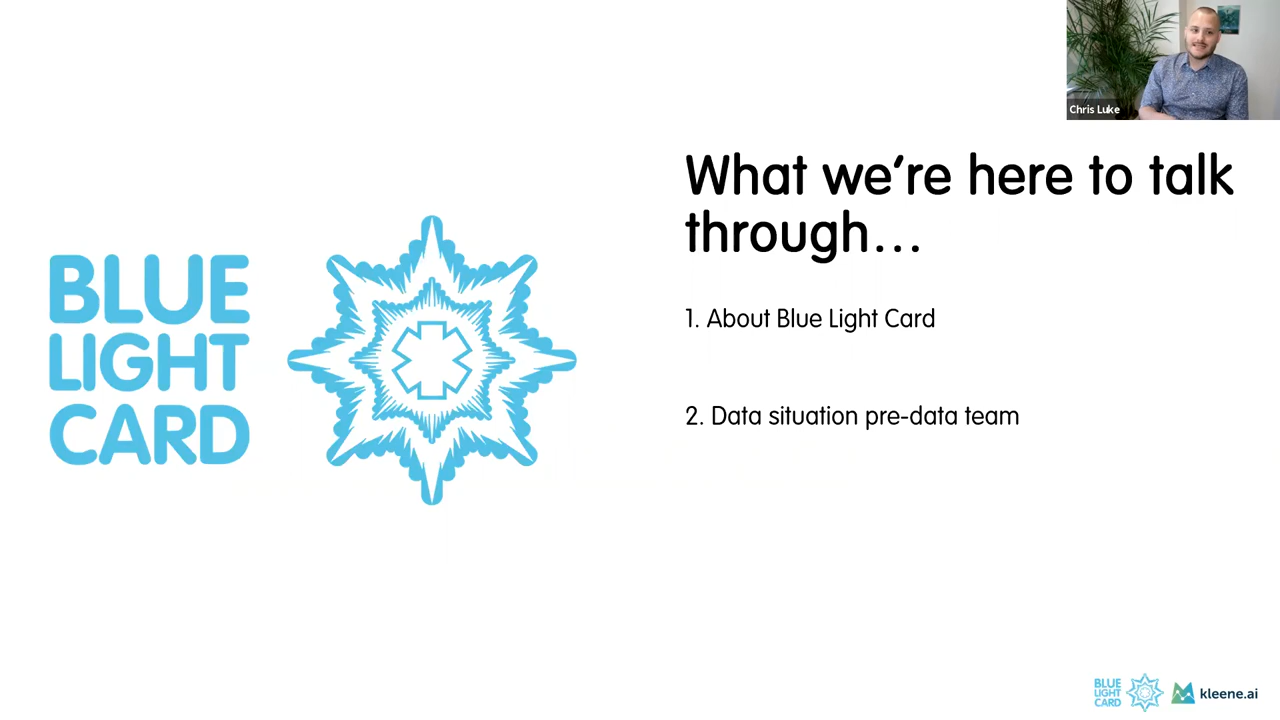 Chris Luke
What we’re here to talk
through…
BLUE
LIGHT
CARD
1. About Blue Light Card
2. Data situation pre-data team
BLUE
LIGHT
CARD
kleene.ai